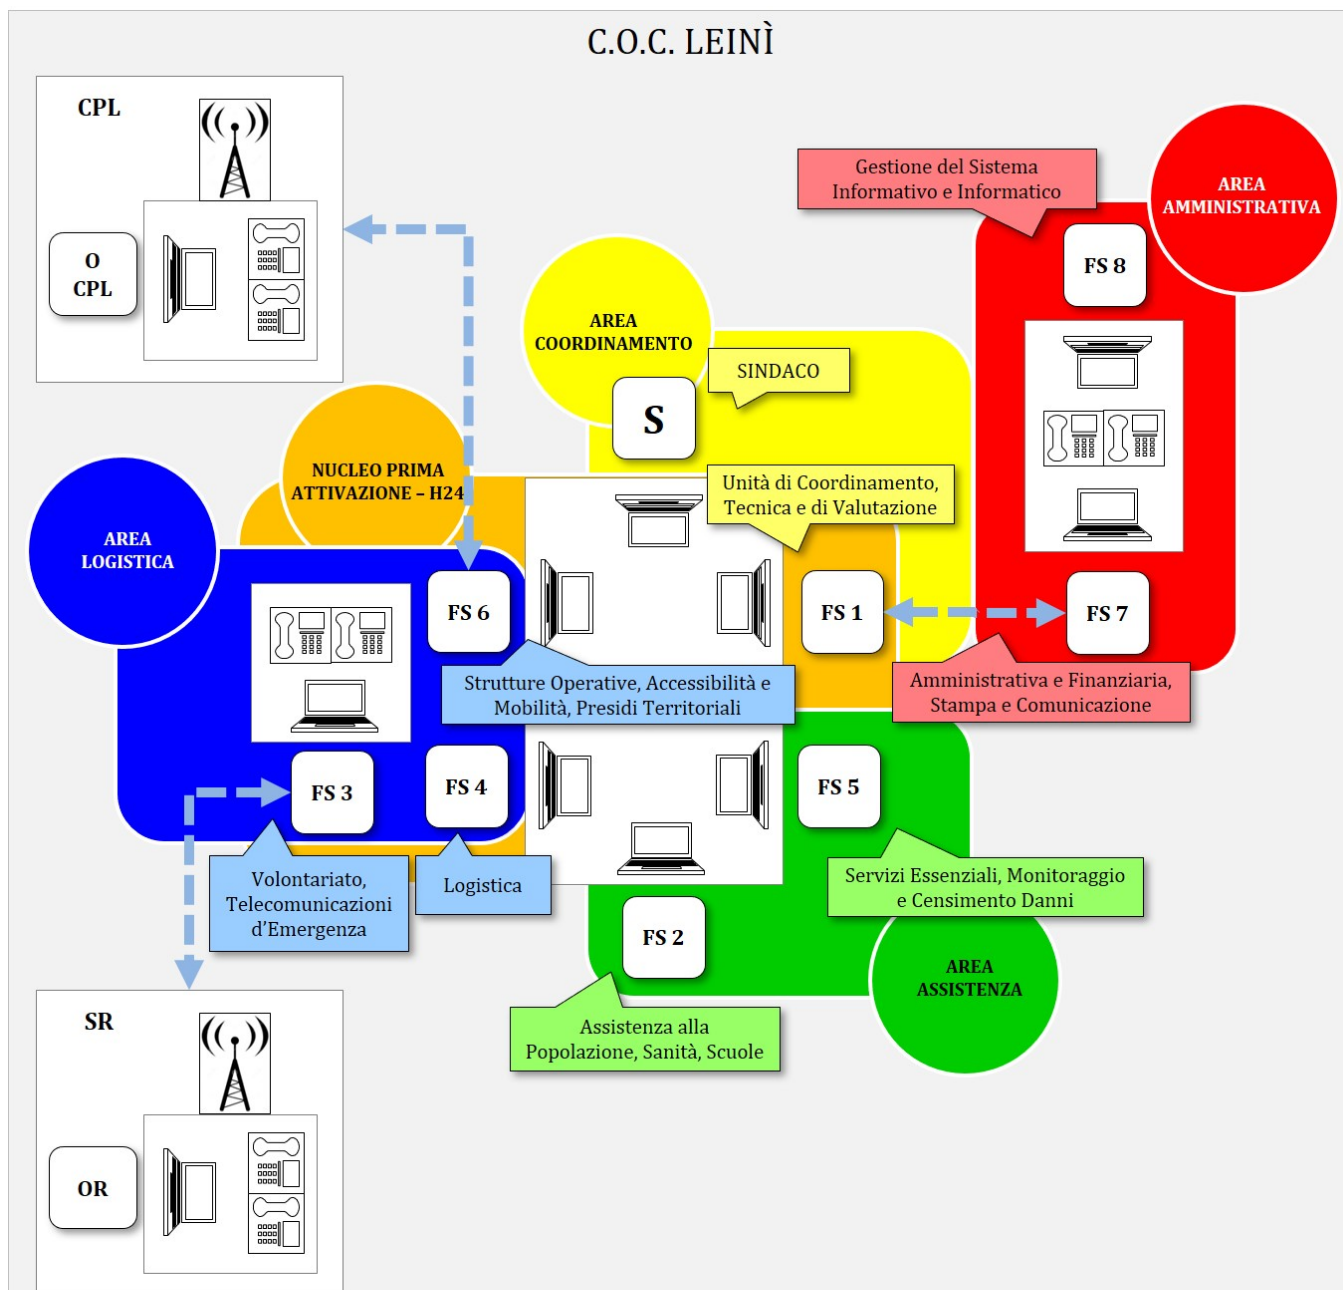 C.O.C. LEINÌ
CPL
O
CPL
Gestione del Sistema
Informativo e Informatico
AREA
AMMINISTRATIVA
FS 8
AREA
COORDINAMENTO
SINDACO
S
NUCLEO PRIMA
ATTIVAZIONE – H24
Unità di Coordinamento,
Tecnica e di Valutazione
AREA
LOGISTICA
FS 6
FS 1
FS 7
Strutture Operative, Accessibilità e
Mobilità, Presidi Territoriali
Amministrativa e Finanziaria,
Stampa e Comunicazione
FS 3
FS 4
FS 5
Volontariato,
Telecomunicazioni
d’Emergenza
Logistica
Servizi Essenziali, Monitoraggio
e Censimento Danni
FS 2
AREA
ASSISTENZA
Assistenza alla
Popolazione, Sanità, Scuole
SR
OR